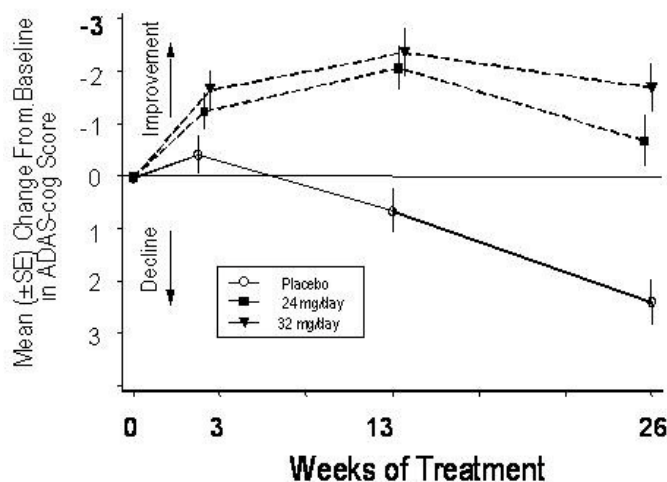 Mean (±SE) Change From Baseline
in ADAS-cog Score
-3
-2
-1
0
1
2
3
Improvement
Decline
Placebo
24 mg/day
32 mg/day
0 3 13 26
Weeks of Treatment